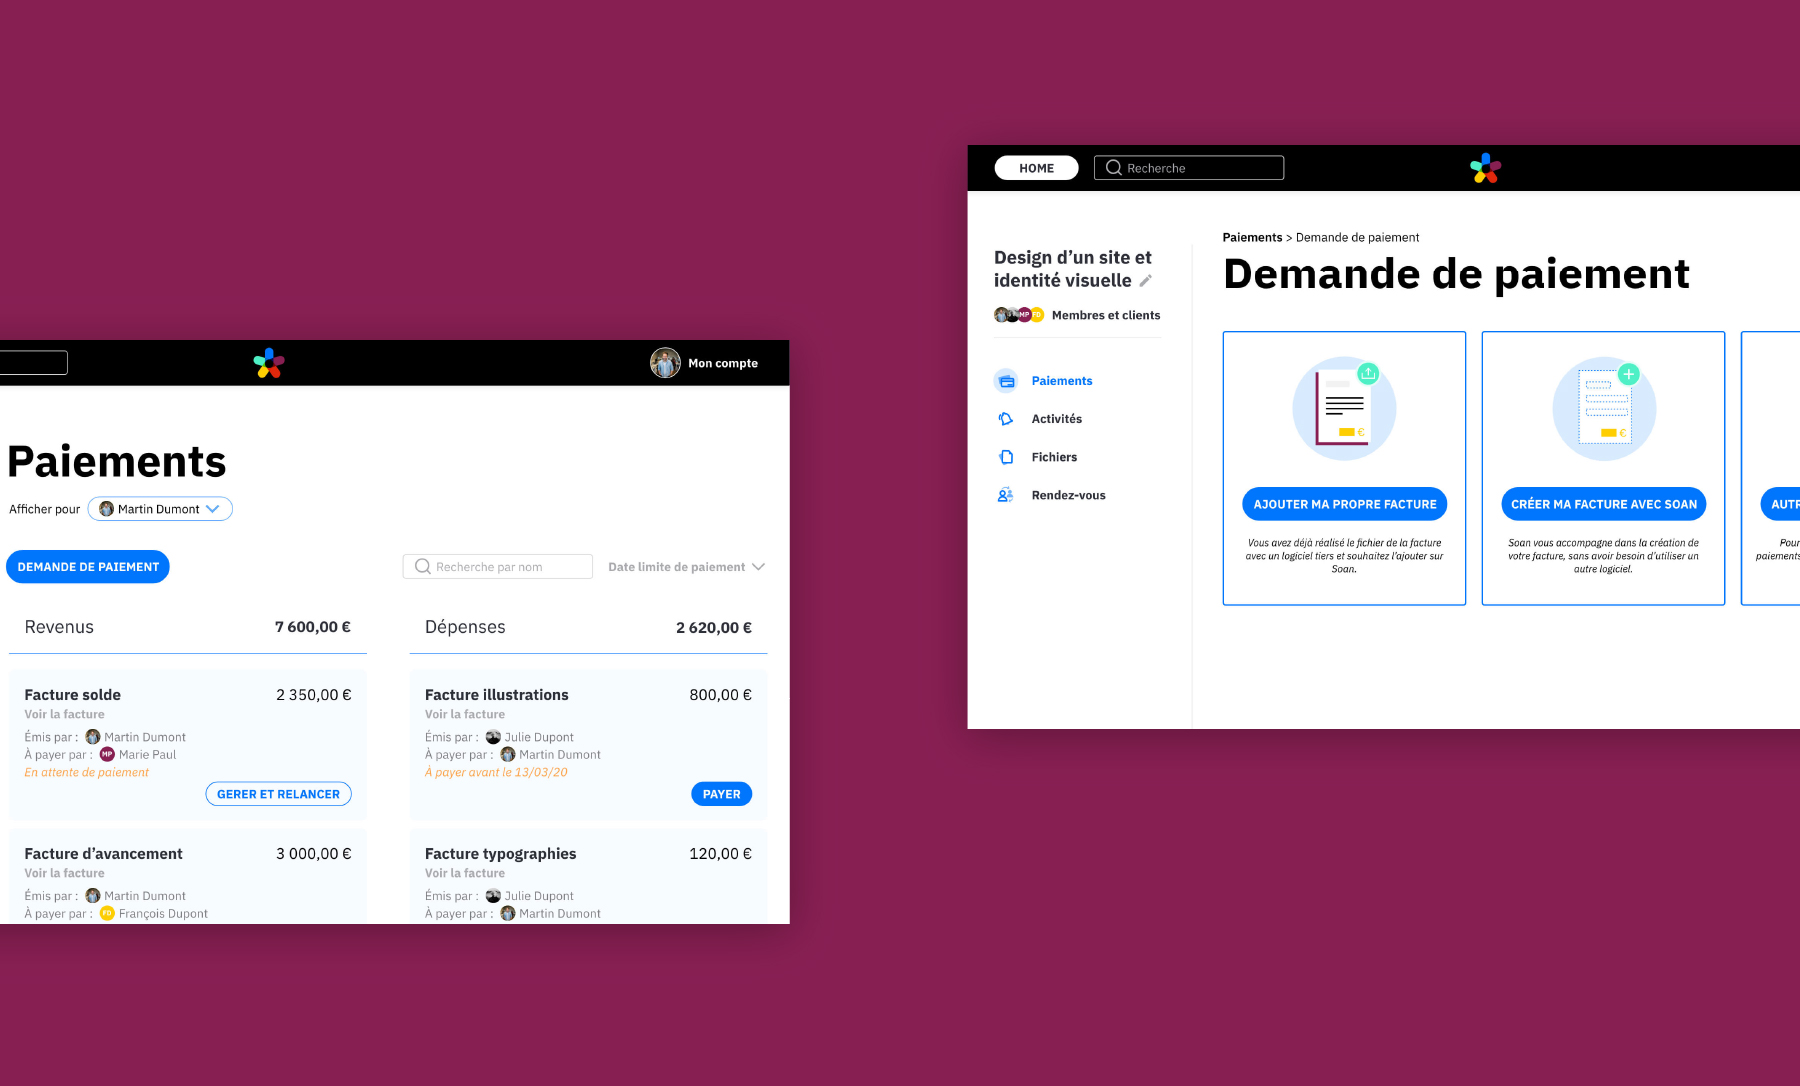 Mon compte
Paiements
Afficher pour Martin Dumont
DEMANDE DE PAIEMENT
Recherche par nom
Date limite de paiement
Revenus 7 600,00 €
Facture solde 2 350,00 €
Voir la facture
Émis par : Martin Dumont
À payer par : MP Marie Paul
En attente de paiement
GERER ET RELANCER
Facture d’avancement 3 000,00 €
Voir la facture
Émis par : Martin Dumont
À payer par : FD François Dupont
Dépenses 2 620,00 €
Facture illustrations 800,00 €
Voir la facture
Émis par : Julie Dupont
À payer par : Martin Dumont
À payer avant le 13/03/20
PAYER
Facture typographies 120,00 €
Voir la facture
Émis par : Julie Dupont
À payer par : Martin Dumont
HOME
Recherche
Design d’un site et
identité visuelle
MP FD Membres et clients
Paiements
Activités
Fichiers
Rendez-vous
Paiements > Demande de paiement
Demande de paiement
€
AJOUTER MA PROPRE FACTURE
Vous avez déjà réalisé le fichier de la facture
avec un logiciel tiers et souhaitez l’ajouter sur
Soan.
€
CRÉER MA FACTURE AVEC SOAN
Soan vous accompagne dans la création de
votre facture, sans avoir besoin d’utiliser un
autre logiciel.
AUTR
Pour
paiements